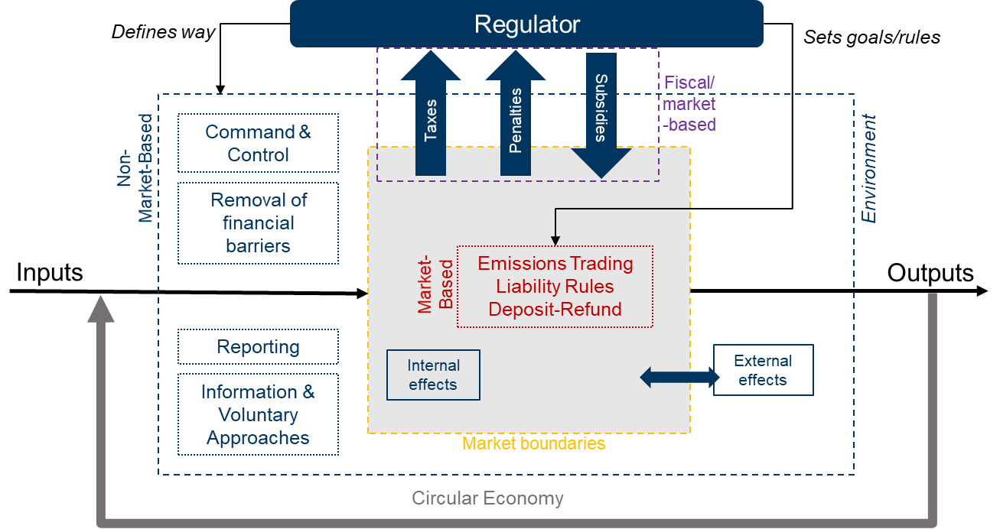 Regulator
Defines way
Sets goals/rules
Taxes
Penalties
Subsidies
Fiscal/
market
-based
Non-
Market-Based
Command &
Control
Removal of
financial
barriers
Environment
Inputs
Outputs
Market-
Based
Emissions Trading
Liability Rules
Deposit-Refund
Reporting
Information &
Voluntary
Approaches
Internal
effects
External
effects
Market boundaries
Circular Economy